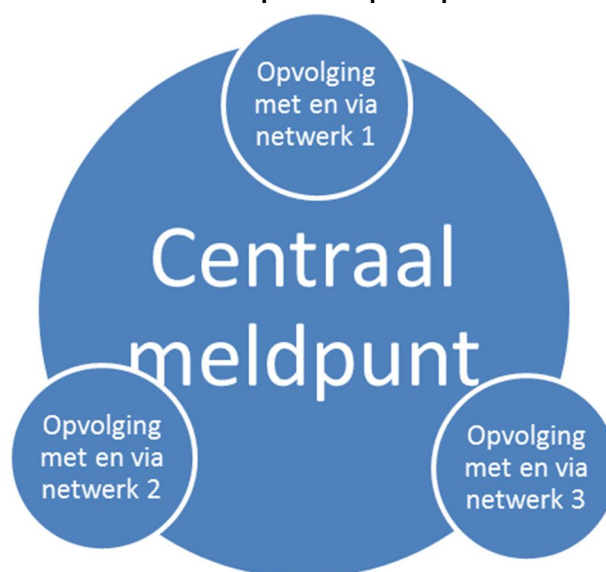 Opvolging
met en via
netwerk 1
Centraal
meldpunt
Opvolging
met en via
netwerk 2
Opvolging
met en via
netwerk 3